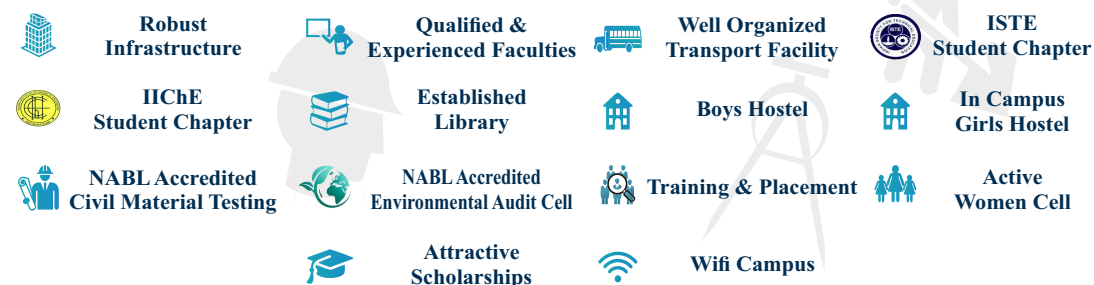 Robust
Infrastructure
Qualified &
Experienced Faculties
Well Organized
Transport Facility
ISTE
Student Chapter
IIChE
Student Chapter
Established
Library
Boys Hostel
In Campus
Girls Hostel
NABL Accredited
Civil Material Testing
NABL Accredited
Environmental Audit Cell
Training & Placement
Active
Women Cell
Attractive
Scholarships
Wifi Campus